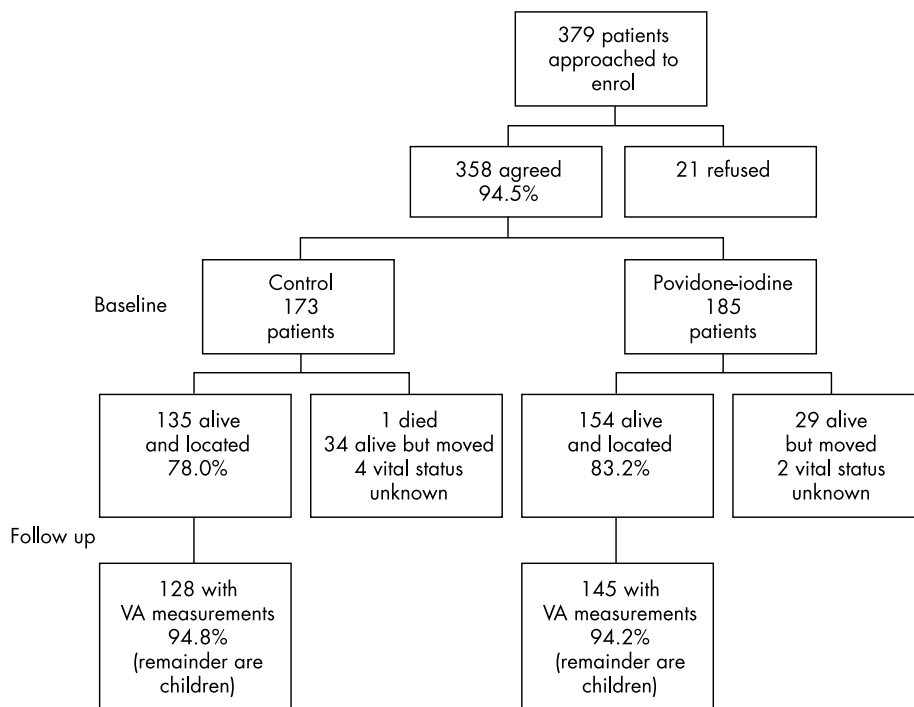 379 patients
approached to
enrol
358 agreed
94.5%
21 refused
Baseline
Control
173
patients
Povidone-iodine
185
patients
135 alive
and located
78.0%
1 died
34 alive but moved
4 vital status
unknown
154 alive
and located
83.2%
29 alive
but moved
2 vital status
unknown
Follow up
128 with
VA measurements
94.8%
(remainder are
children)
145 with
VA measurements
94.2%
(remainder are
children)